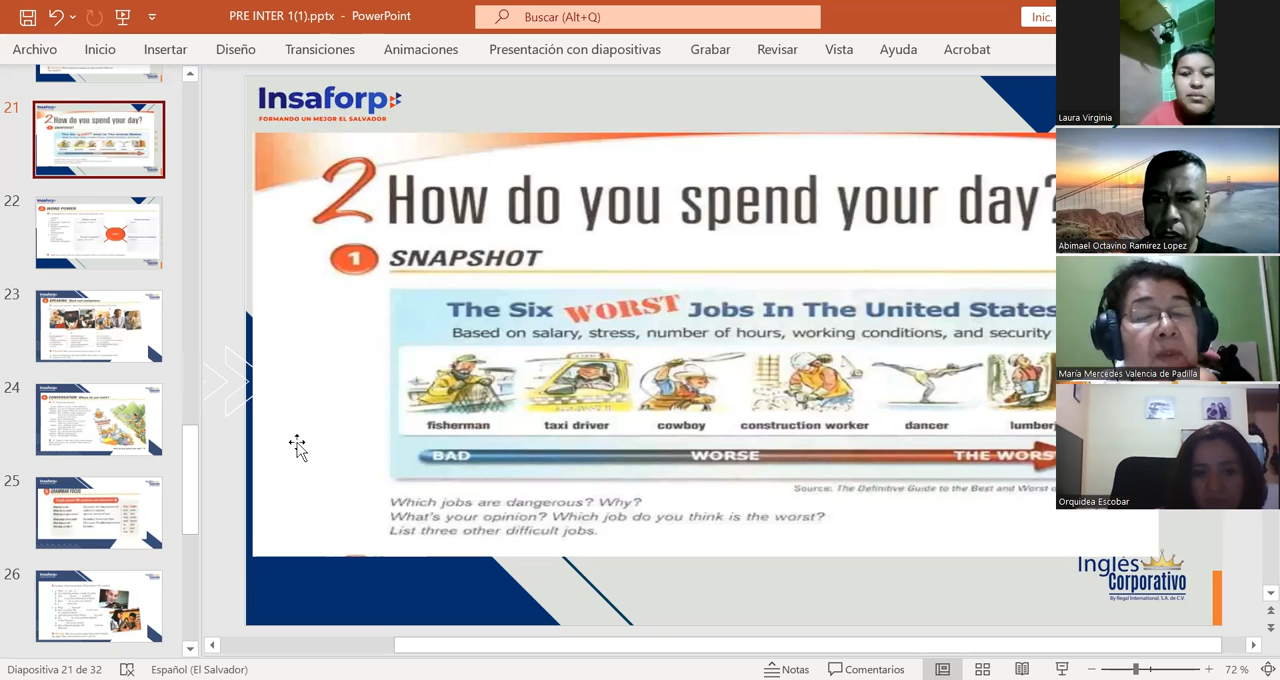 PRE INTER 1(1).pptx - PowerPoint
Buscar (Alt+Q)
Inic.
Archivo Inicio Insertar Diseño Transiciones Animaciones Presentación con diapositivas Grabar Revisar Vista Ayuda Acrobat
21
22
23
24
25
26
Insaforp
FORMANDO UN MEJOR EL SALVADOR
2 How do you spend your day?
1 SNAPSHOT
The Six WORST Jobs In The United States
Based on salary, stress, number of hours, working conditions, and security
fisherman taxi driver cowboy construction worker dancer lumberj
BAD WORSE THE WORS
Source: The Definitive Guide to the Best and Worst o
Which jobs are dangerous? Why?
What's your opinion? Which job do you think is the worst?
List three other difficult jobs.
Inglés
Corporativo
By Regal International, S.A. de C.V.
Laura Virginia
Abimael Octavino Ramirez Lopez
María Mercedes Valencia de Padilla
Orquidea Escobar
Diapositiva 21 de 32 Español (El Salvador) Notas Comentarios 72 %